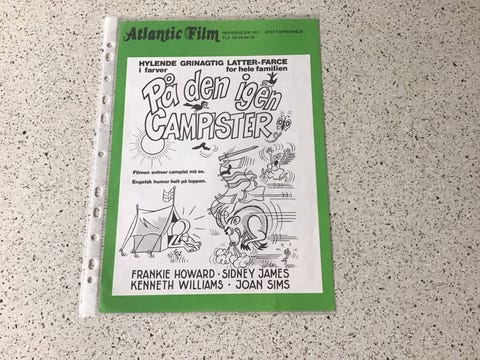 Atlantic Film
HYLENDE GRINAGTIG LATTER-FARCE
i farver for hele familien
På den igen
CAMPISTER
Filmen enhver campist må se.
Engelsk humor helt på toppen.
FRANKIE HOWARD · SIDNEY JAMES
KENNETH WILLIAMS · JOAN SIMS